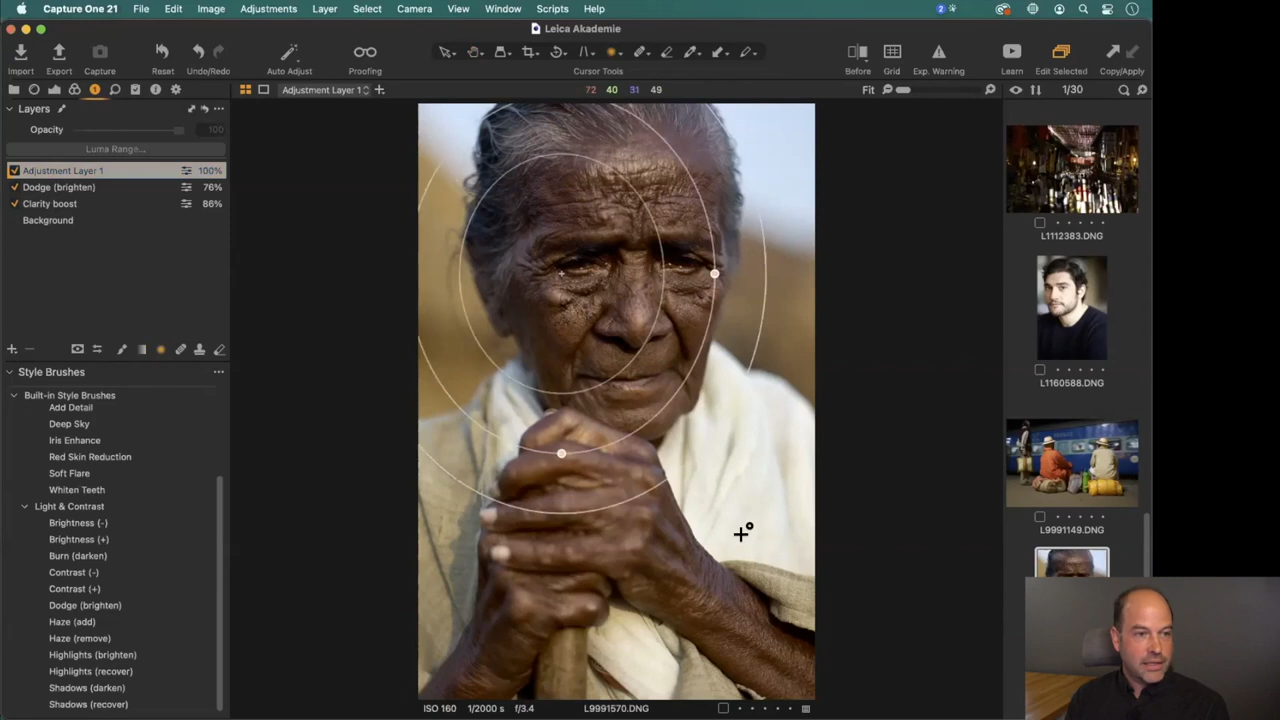 Capture One 21 File Edit Image Adjustments Layer Select Camera View Window Scripts Help 2
Leica Akademie
Import Export Capture Reset Undo/Redo Auto Adjust Proofing Cursor Tools Before Grid Exp. Warning Learn Edit Selected Copy/Apply
Adjustment Layer 1 72 40 31 49 Fit 1/30
Layers
Opacity 100
Luma Range...
Adjustment Layer 1 100%
Dodge (brighten) 76%
Clarity boost 86%
Background
Style Brushes
Built-in Style Brushes
Add Detail
Deep Sky
Iris Enhance
Red Skin Reduction
Soft Flare
Whiten Teeth
Light & Contrast
Brightness (-)
Brightness (+)
Burn (darken)
Contrast (-)
Contrast (+)
Dodge (brighten)
Haze (add)
Haze (remove)
Highlights (brighten)
Highlights (recover)
Shadows (darken)
Shadows (recover)
ISO 160 1/2000 s f/3.4 L9991570.DNG
L1112383.DNG
L1160588.DNG
L9991149.DNG